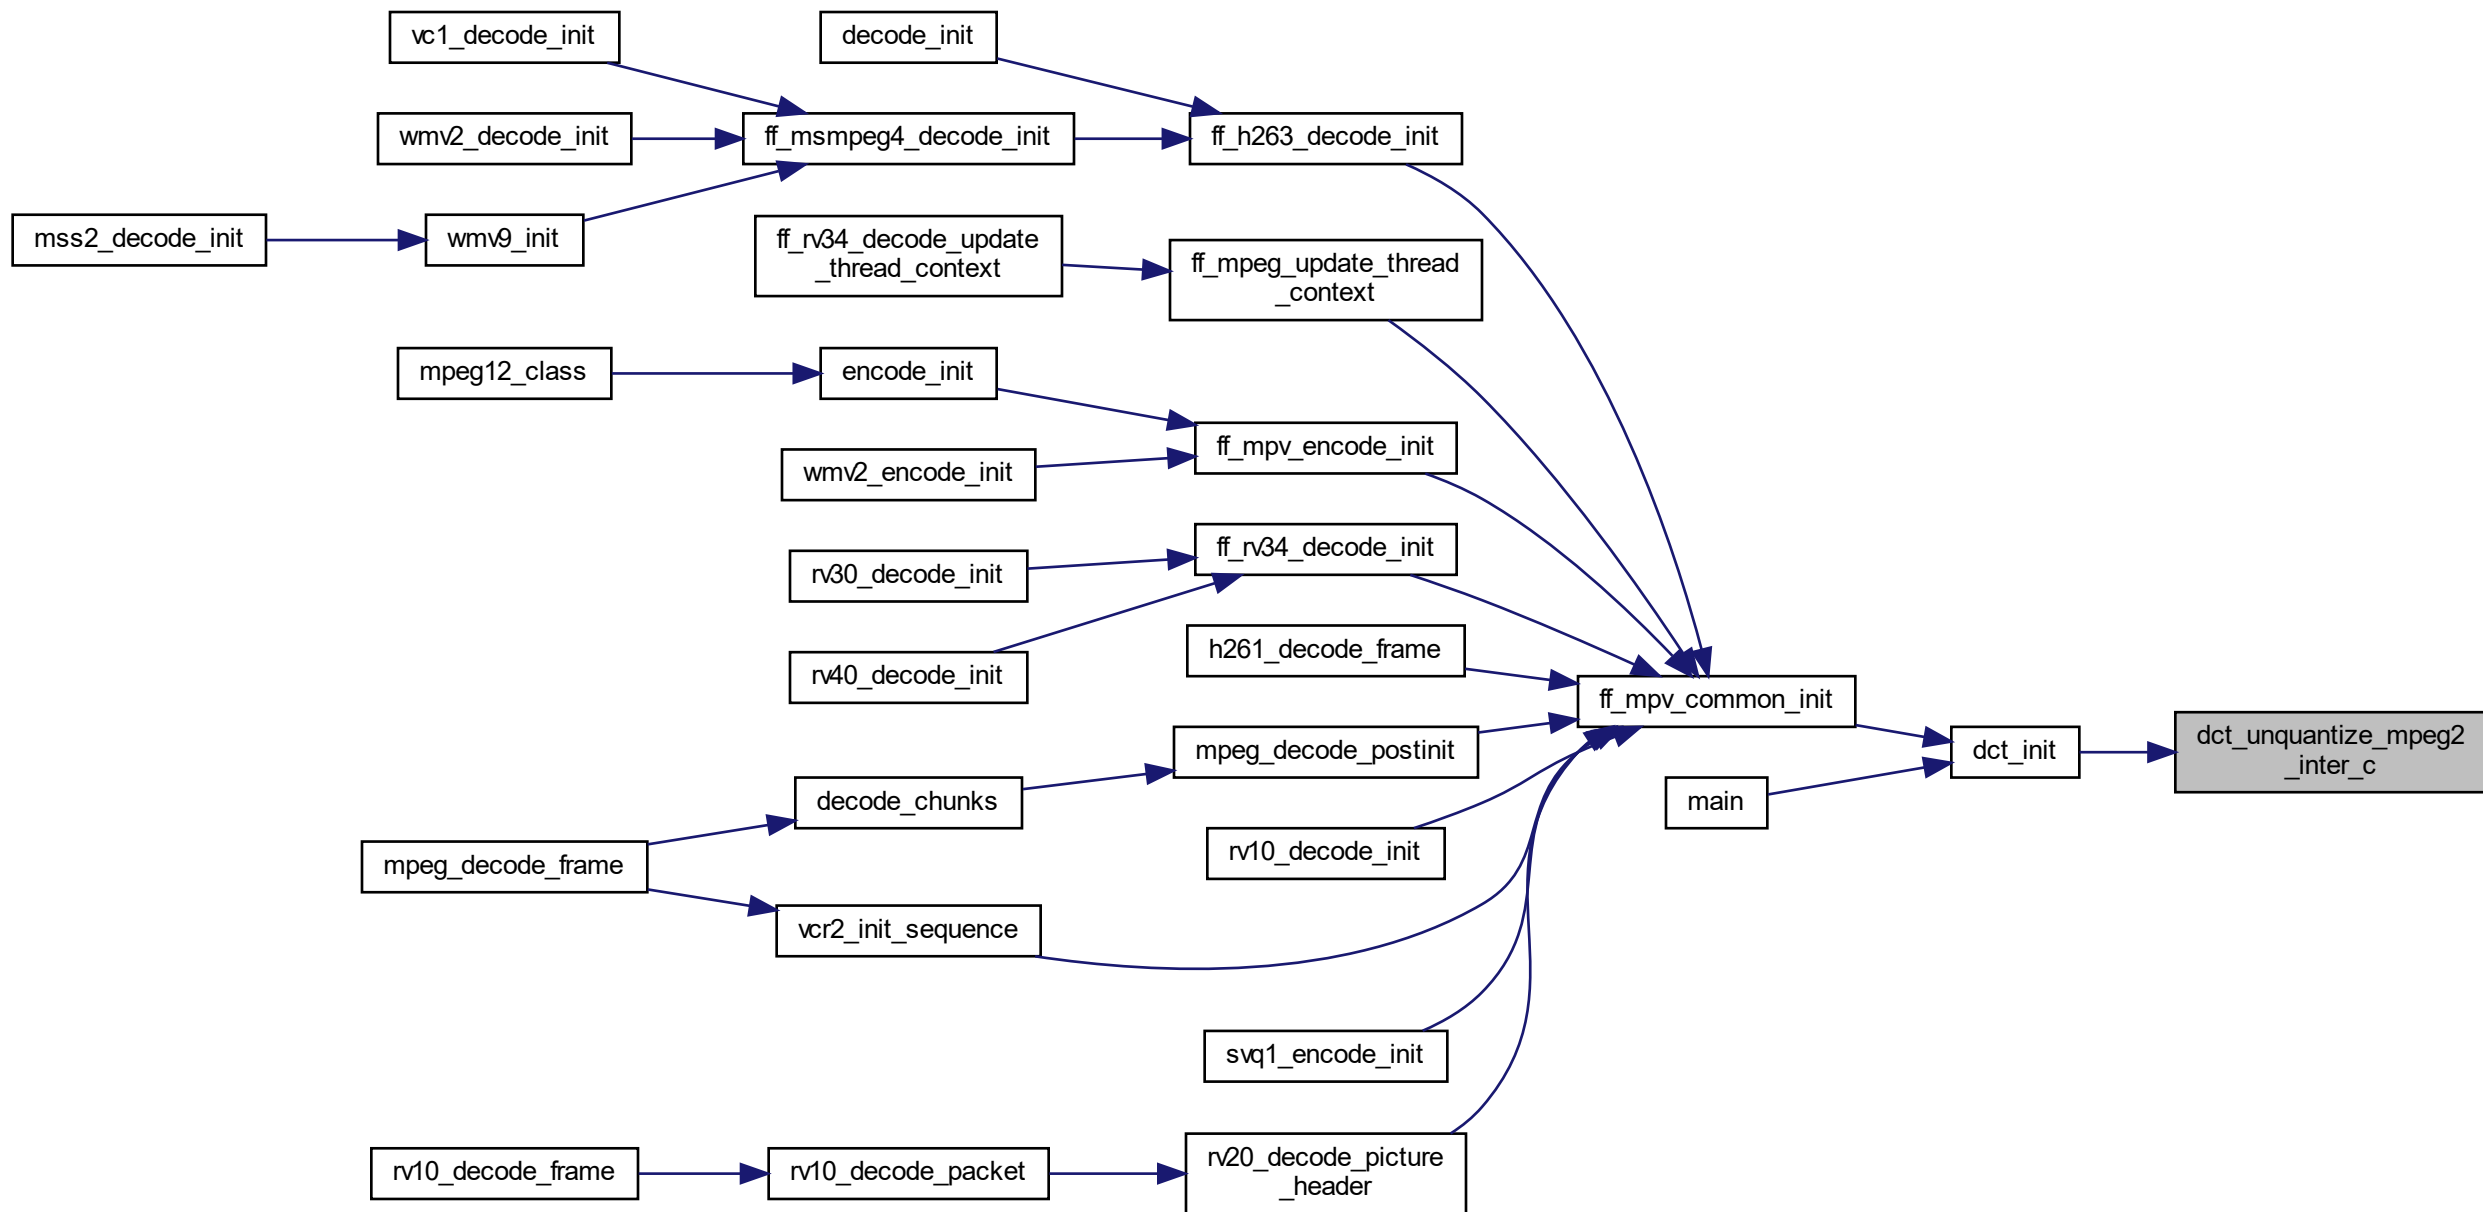 vc1_decode_init
decode_init
wmv2_decode_init
ff_msmpeg4_decode_init
ff_h263_decode_init
mss2_decode_init
wmv9_init
ff_rv34_decode_update
_thread_context
ff_mpeg_update_thread
_context
mpeg12_class
encode_init
ff_mpv_encode_init
wmv2_encode_init
ff_rv34_decode_init
rv30_decode_init
h261_decode_frame
rv40_decode_init
ff_mpv_common_init
mpeg_decode_postinit
dct_init
dct_unquantize_mpeg2
_inter_c
decode_chunks
main
mpeg_decode_frame
rv10_decode_init
vcr2_init_sequence
svq1_encode_init
rv10_decode_frame
rv10_decode_packet
rv20_decode_picture
_header